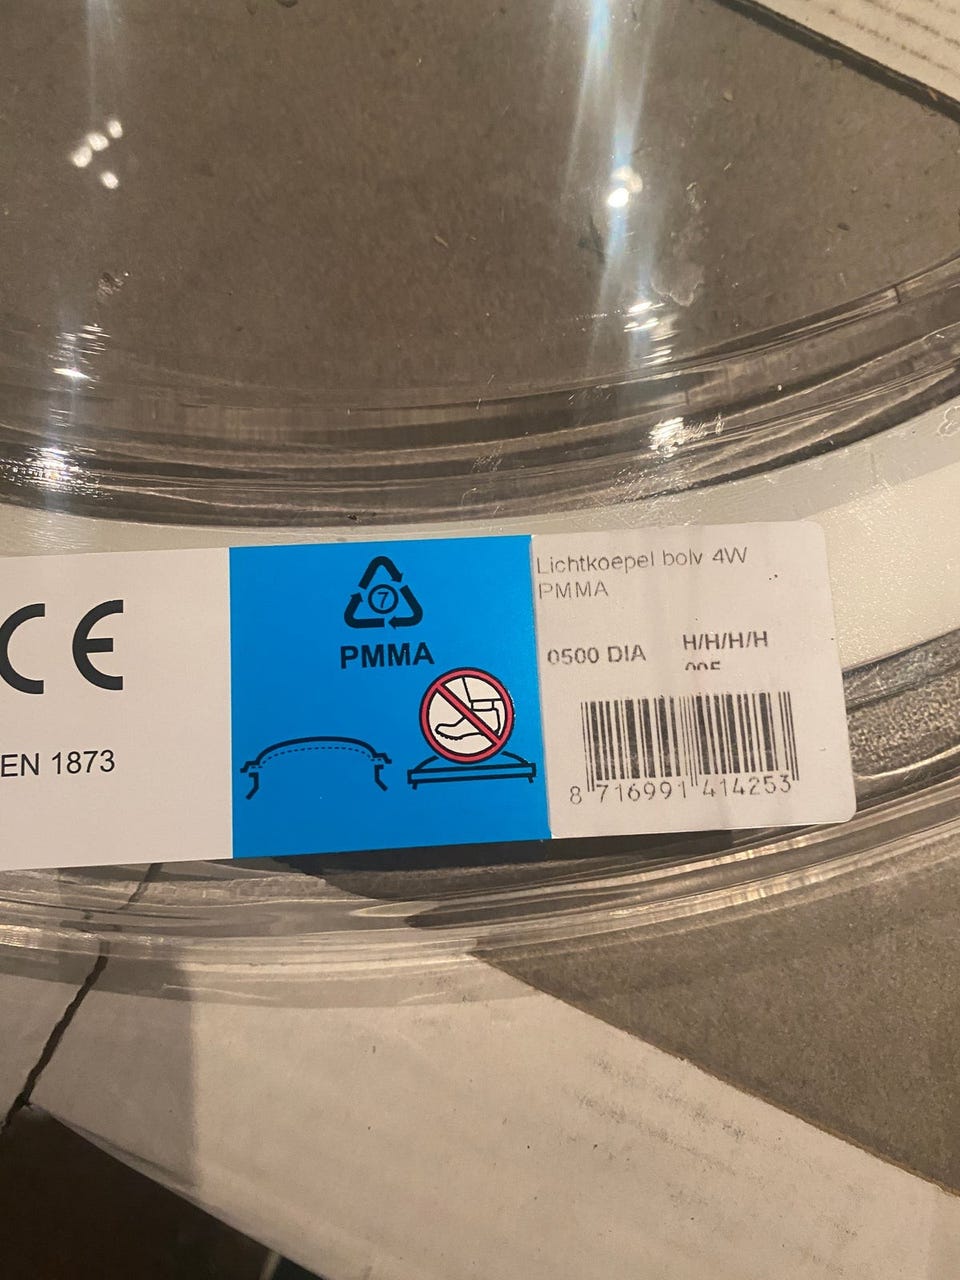 CE
EN 1873
7
PMMA
Lichtkoepel bolv 4W
PMMA
0500 DIA H/H/H/H
8 716991 414253